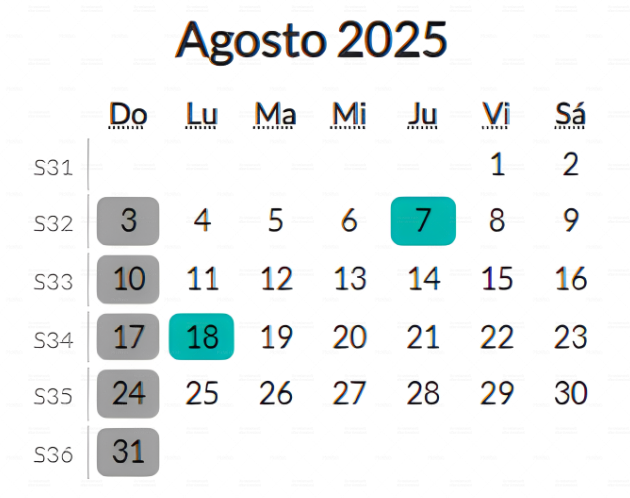 Agosto 2025
Do Lu Ma Mi Ju Vi Sá
S31 1 2
S32 3 4 5 6 7 8 9
S33 10 11 12 13 14 15 16
S34 17 18 19 20 21 22 23
S35 24 25 26 27 28 29 30
S36 31